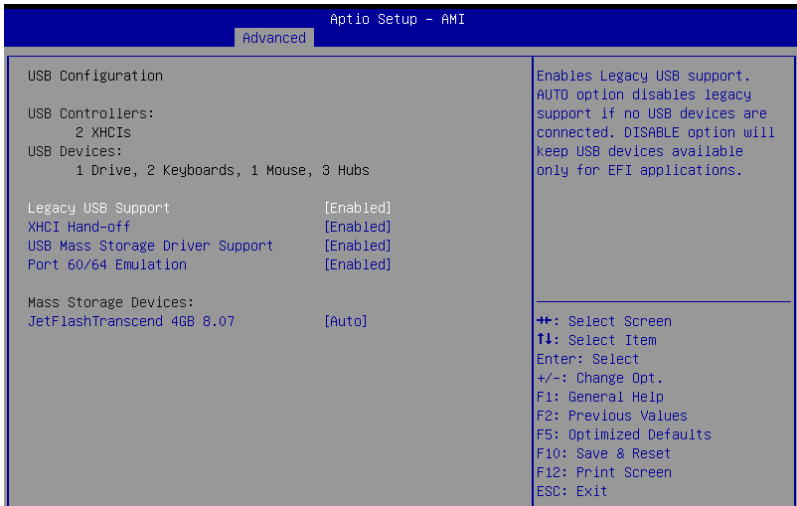 Aptio Setup – AMI
Advanced
USB Configuration
USB Controllers:
2 XHCIs
USB Devices:
1 Drive, 2 Keyboards, 1 Mouse, 3 Hubs
Legacy USB Support [Enabled]
XHCI Hand-off [Enabled]
USB Mass Storage Driver Support [Enabled]
Port 60/64 Emulation [Enabled]
Mass Storage Devices:
JetFlashTranscend 4GB 8.07 [Auto]
Enables Legacy USB support.
AUTO option disables legacy
support if no USB devices are
connected. DISABLE option will
keep USB devices available
only for EFI applications.
→←: Select Screen
↑↓: Select Item
Enter: Select
+/-: Change Opt.
F1: General Help
F2: Previous Values
F5: Optimized Defaults
F10: Save & Reset
F12: Print Screen
ESC: Exit